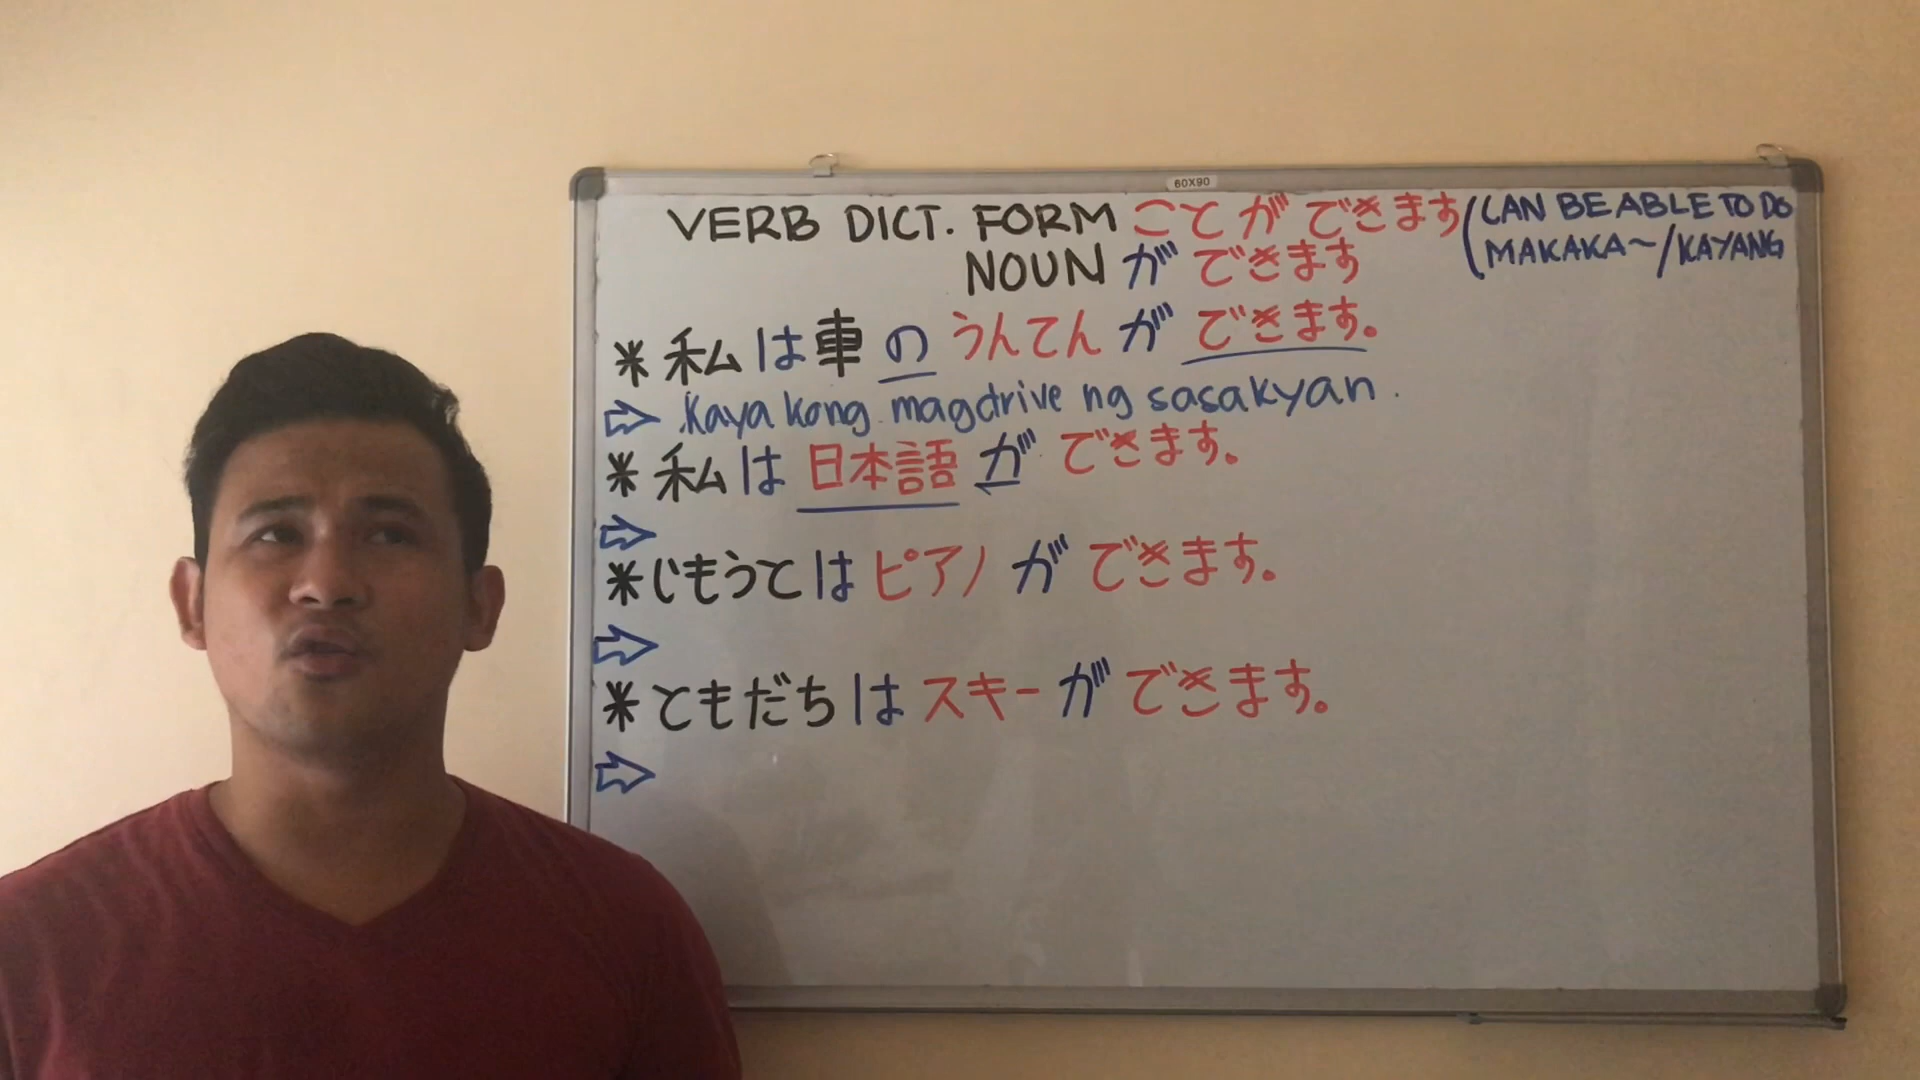 60X90
VERB DICT. FORM ことができます (CAN BE ABLE TO DO
NOUN ができます MAKAKA~/KAYANG
* 私は車のうんてんができます。
⇨ Kaya kong magdrive ng sasakyan.
* 私は日本語ができます。
⇨
* じもうとはピアノができます。
⇨
* ともだちはスキーができます。
⇨